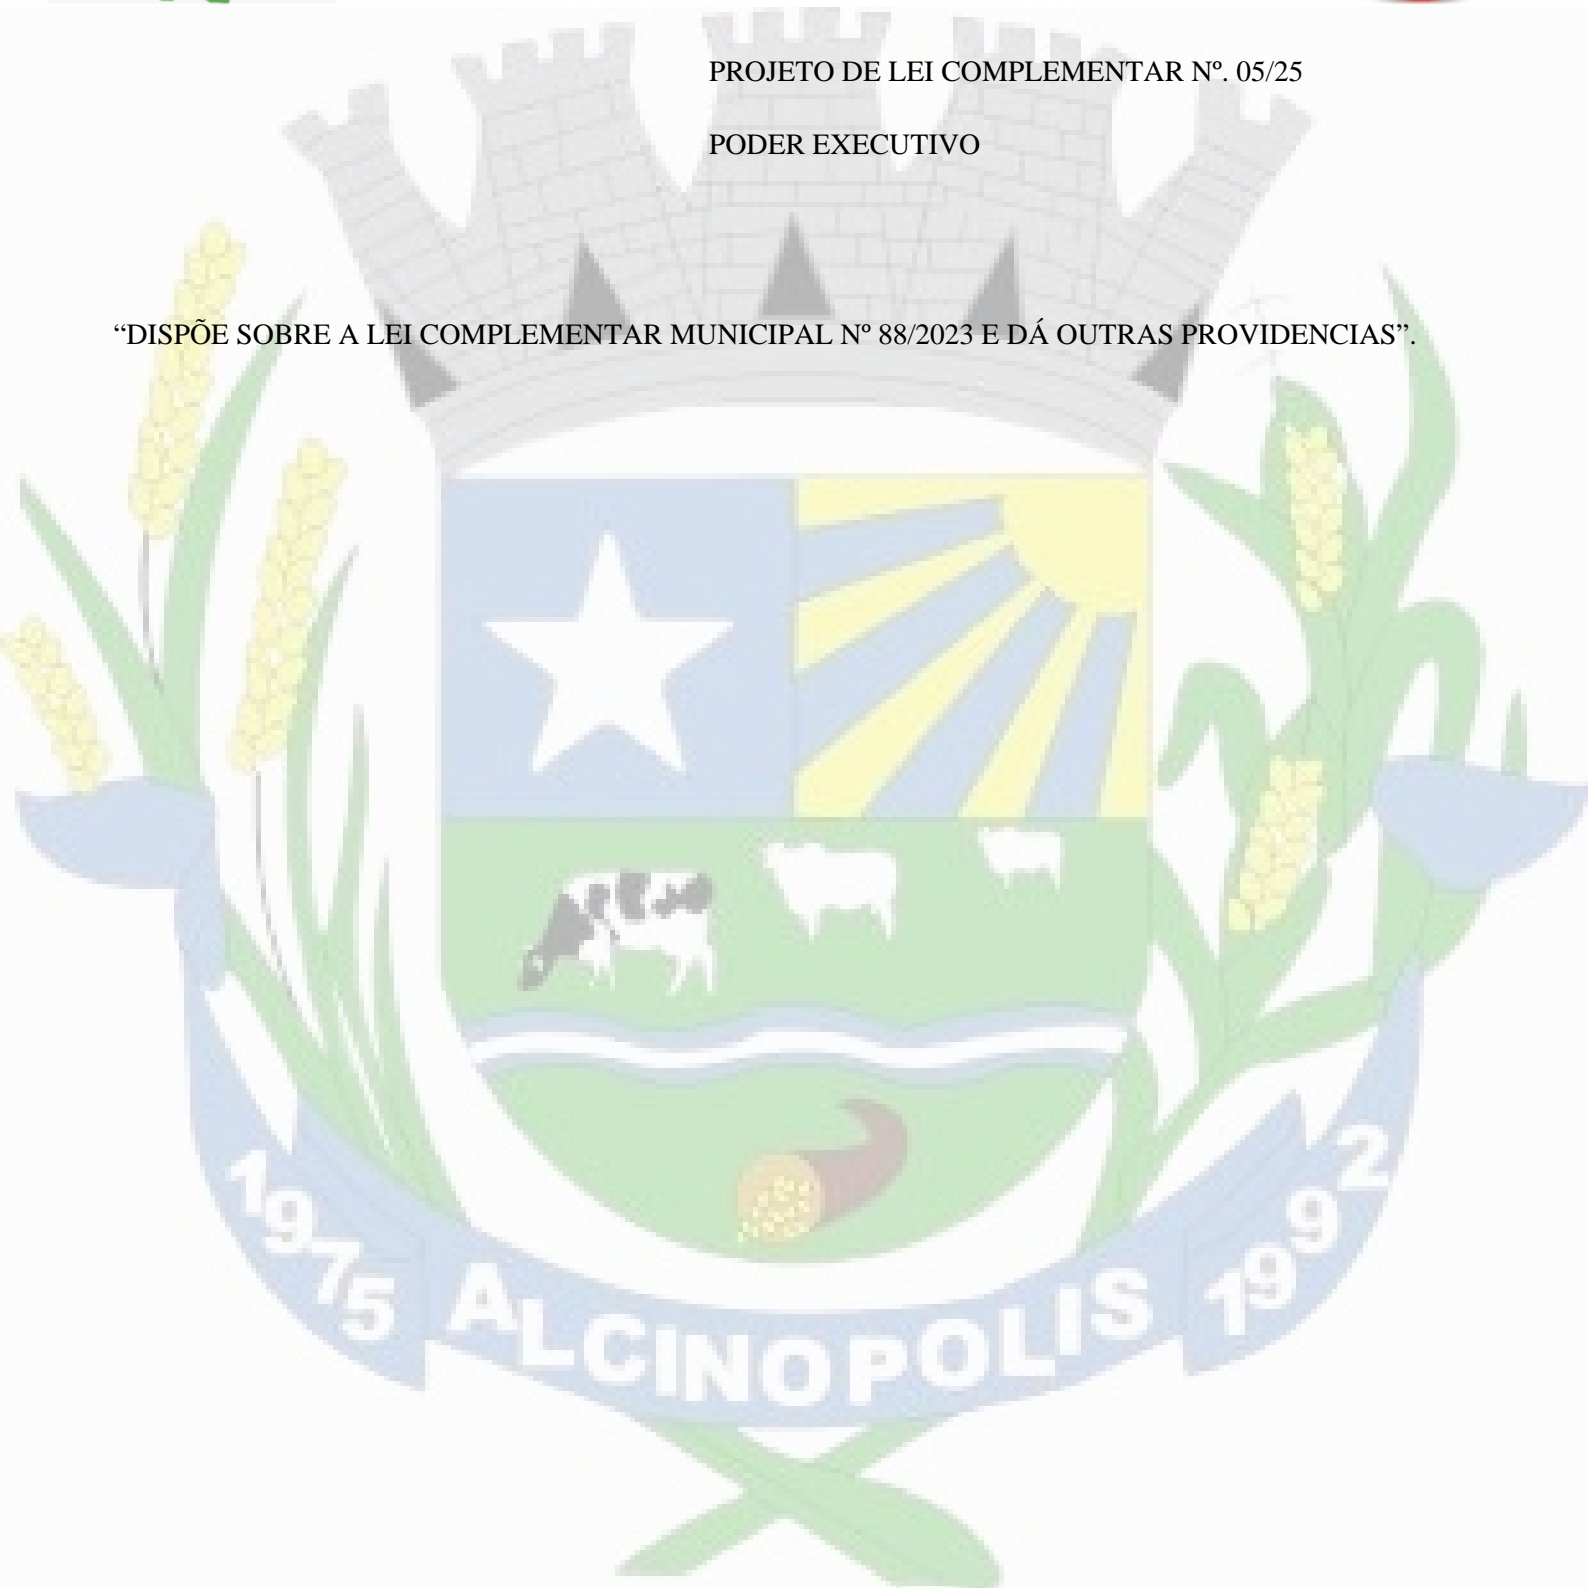 PROJETO DE LEI COMPLEMENTAR Nº. 05/25
PODER EXECUTIVO
“DISPÕE SOBRE A LEI COMPLEMENTAR MUNICIPAL Nº 88/2023 E DÁ OUTRAS PROVIDENCIAS”.
1975 ALCINOPOLIS 1992